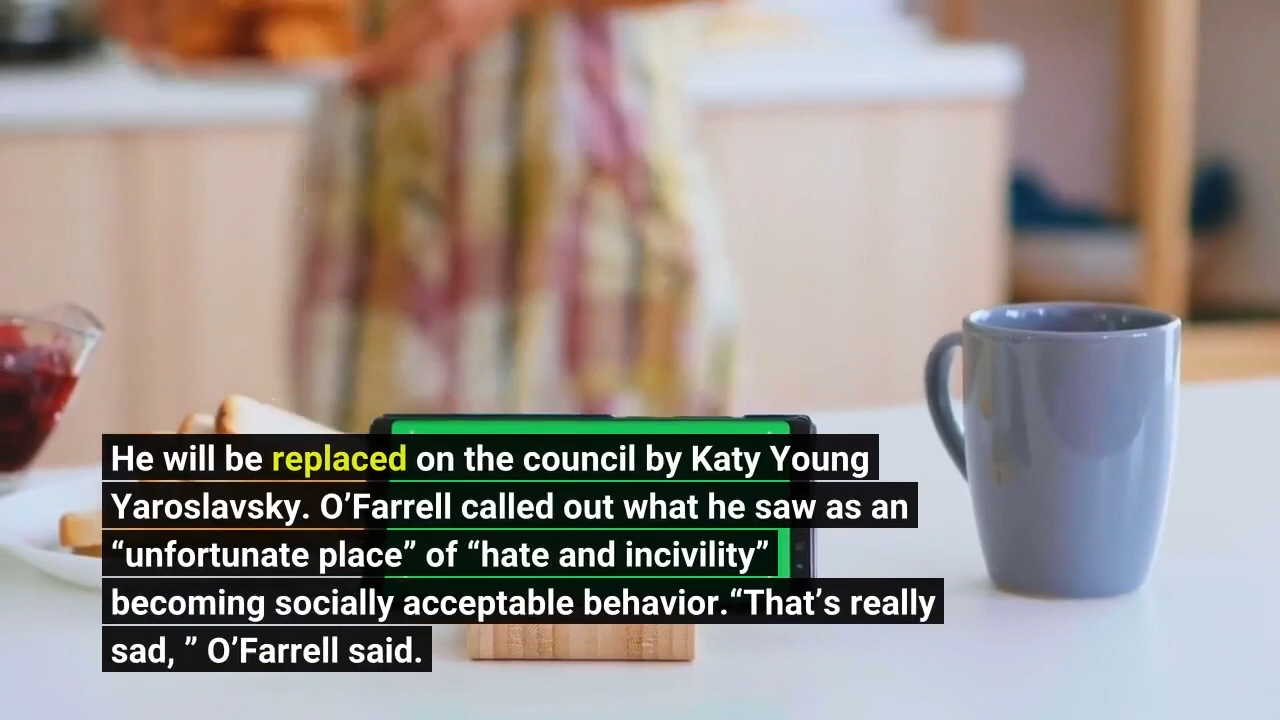 He will be replaced on the council by Katy Young
Yaroslavsky. O’Farrell called out what he saw as an
“unfortunate place” of “hate and incivility”
becoming socially acceptable behavior.“That’s really
sad, ” O’Farrell said.